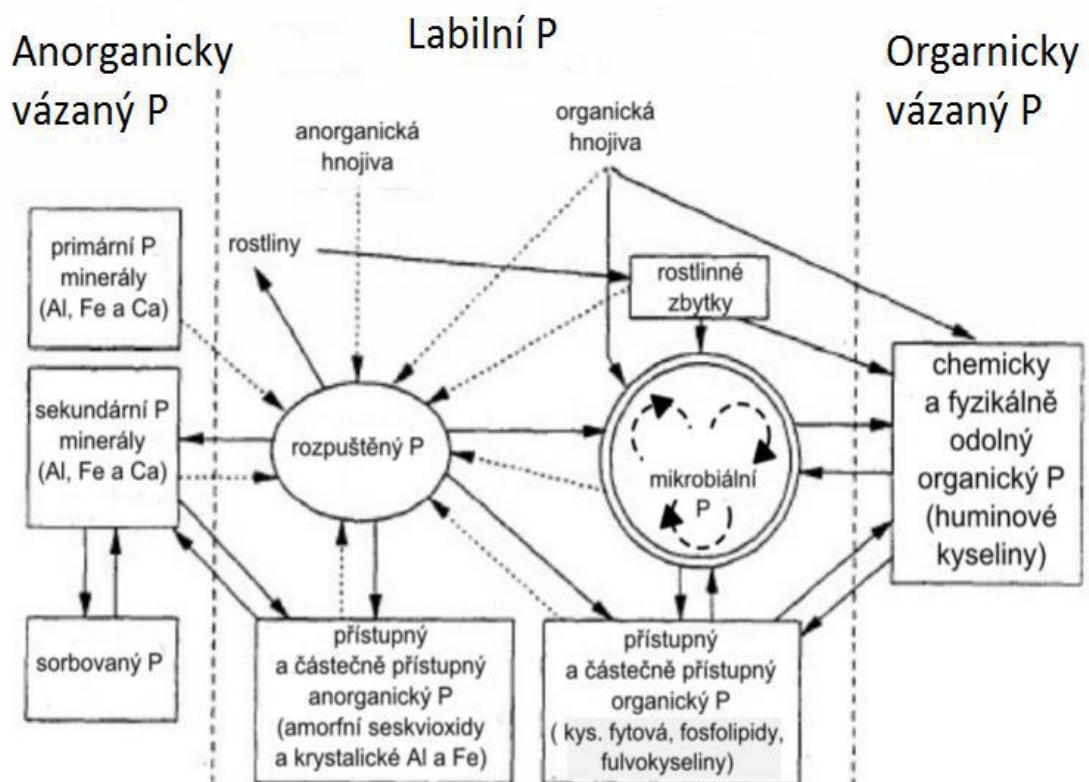 Anorganicky
vázaný P
Labilní P
Orgarnicky
vázaný P
anorganická
hnojiva
organická
hnojiva
primární P
minerály
(Al, Fe a Ca)
rostliny
rostlinné
zbytky
sekundární P
minerály
(Al, Fe a Ca)
rozpuštěný P
mikrobiální
P
chemicky
a fyzikálně
odolný
organický P
(huminové
kyseliny)
sorbovaný P
přístupný
a částečně přístupný
anorganický P
(amorfní seskvioxidy
a krystalické Al a Fe)
přístupný
a částečně přístupný
organický P
( kys. fytová, fosfolipidy,
fulvokyseliny)